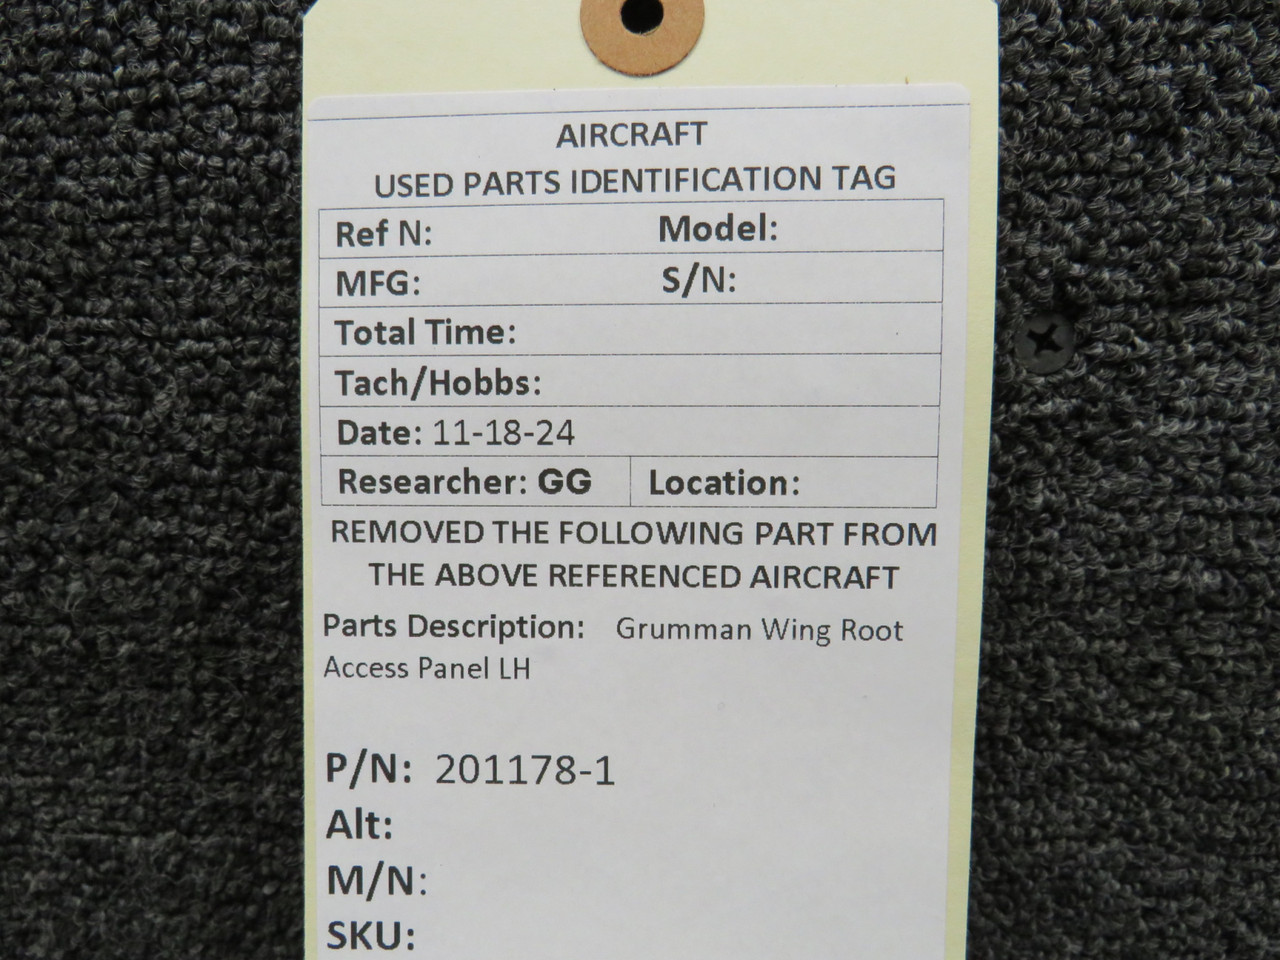 AIRCRAFT
USED PARTS IDENTIFICATION TAG
Ref N: Model:
MFG: S/N:
Total Time:
Tach/Hobbs:
Date: 11-18-24
Researcher: GG Location:
REMOVED THE FOLLOWING PART FROM
THE ABOVE REFERENCED AIRCRAFT
Parts Description: Grumman Wing Root
Access Panel LH
P/N: 201178-1
Alt:
M/N:
SKU: